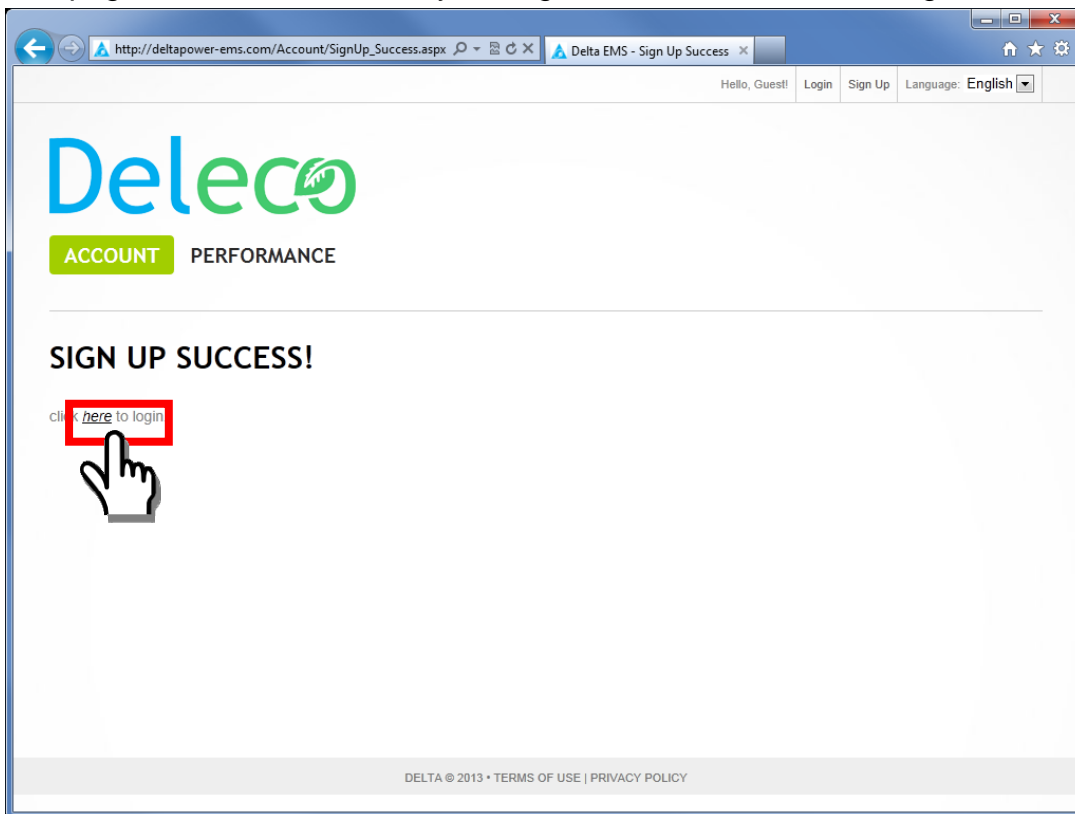 http://deltapower-ems.com/Account/SignUp_Success.aspx
Delta EMS - Sign Up Success
Hello, Guest! Login Sign Up Language: English
Deleco
ACCOUNT PERFORMANCE
SIGN UP SUCCESS!
click here to login
DELTA © 2013 • TERMS OF USE | PRIVACY POLICY